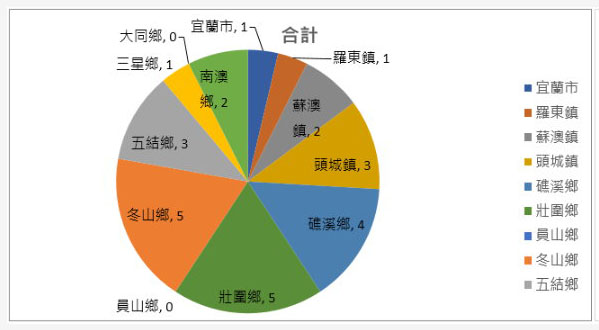 合計
宜蘭市, 1
羅東鎮, 1
蘇澳
鎮, 2
頭城鎮, 3
礁溪鄉, 4
壯圍鄉, 5
員山鄉, 0
冬山鄉, 5
五結鄉, 3
三星鄉, 1
大同鄉, 0
南澳
鄉, 2
宜蘭市
羅東鎮
蘇澳鎮
頭城鎮
礁溪鄉
壯圍鄉
員山鄉
冬山鄉
五結鄉